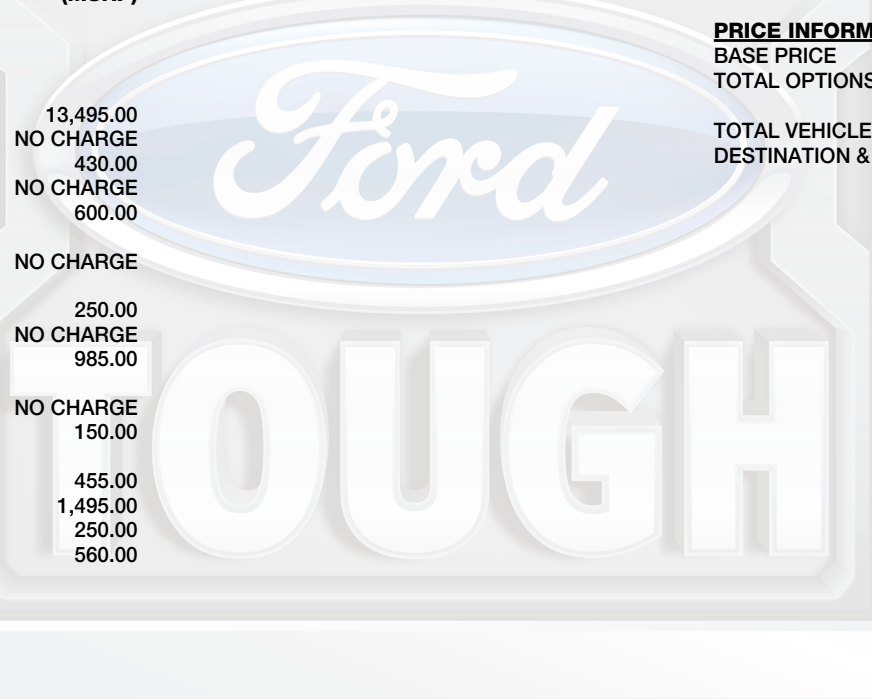 13,495.00
NO CHARGE
430.00
NO CHARGE
600.00
NO CHARGE
250.00
NO CHARGE
985.00
NO CHARGE
150.00
455.00
1,495.00
250.00
560.00
PRICE INFORM
BASE PRICE
TOTAL OPTIONS
TOTAL VEHICLE
DESTINATION &
Ford
TOUGH